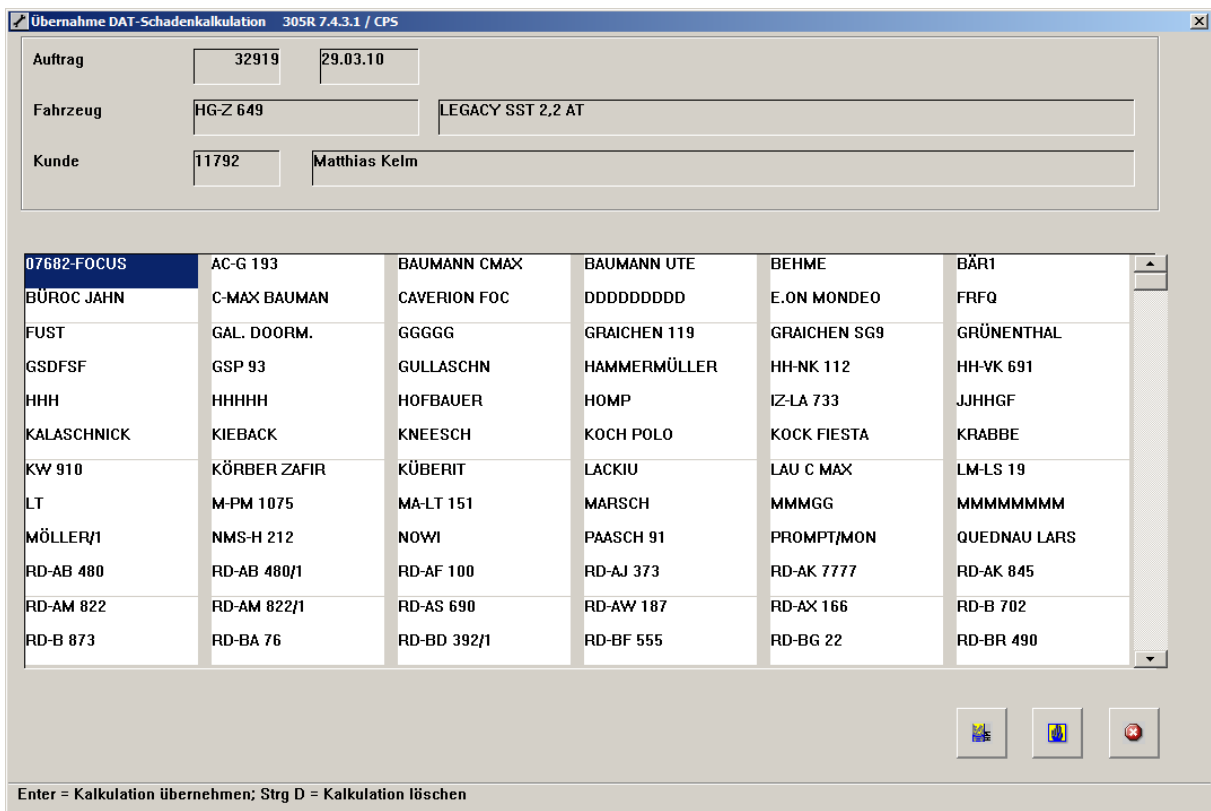 Übernahme DAT-Schadenkalkulation 305R 7.4.3.1 / CPS
Auftrag 32919 29.03.10
Fahrzeug HG-Z 649 LEGACY SST 2,2 AT
Kunde 11792 Matthias Kelm
07682-FOCUS AC-G 193 BAUMANN CMAX BAUMANN UTE BEHME BÄR1
BÜROC JAHN C-MAX BAUMAN CAVERION FOC DDDDDDDDD E.ON MONDEO FRFQ
FUST GAL. DOORM. GGGGG GRAICHEN 119 GRAICHEN SG9 GRÜNENTHAL
GSDFSF GSP 93 GULLASCHN HAMMERMÜLLER HH-NK 112 HH-VK 691
HHH HHHHH HOFBAUER HOMP IZ-LA 733 JJHHGF
KALASCHNICK KIEBACK KNEESCH KOCH POLO KOCK FIESTA KRABBE
KW 910 KÖRBER ZAFIR KÜBERIT LACKIU LAU C MAX LM-LS 19
LT M-PM 1075 MA-LT 151 MARSCH MMMGG MMMMMMMM
MÖLLER/1 NMS-H 212 NOWI PAASCH 91 PROMPT/MON QUEDNAU LARS
RD-AB 480 RD-AB 480/1 RD-AF 100 RD-AJ 373 RD-AK 7777 RD-AK 845
RD-AM 822 RD-AM 822/1 RD-AS 690 RD-AW 187 RD-AX 166 RD-B 702
RD-B 873 RD-BA 76 RD-BD 392/1 RD-BF 555 RD-BG 22 RD-BR 490
Enter = Kalkulation übernehmen; Strg D = Kalkulation löschen